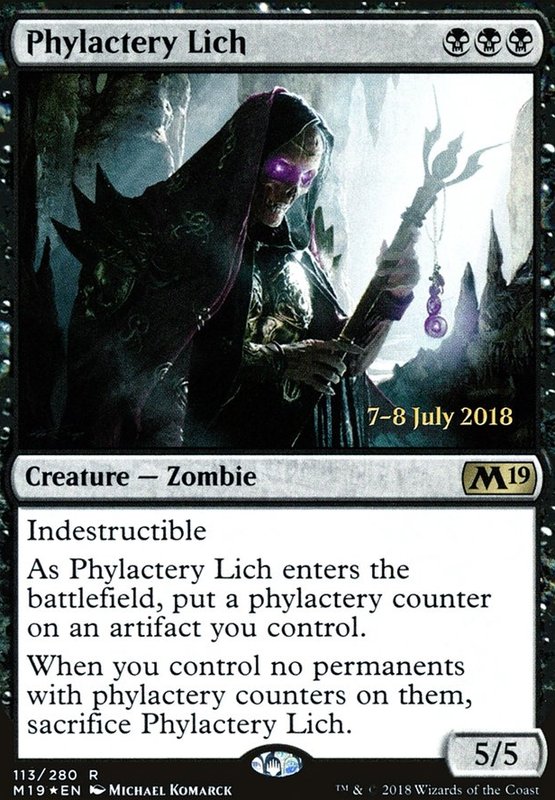 Phylactery Lich
7–8 July 2018
Creature — Zombie
M19
Indestructible
As Phylactery Lich enters the
battlefield, put a phylactery counter
on an artifact you control.
When you control no permanents
with phylactery counters on them,
sacrifice Phylactery Lich.
5/5
113/280 R
M19★EN Michael Komarck
™ & © 2018 Wizards of the Coast